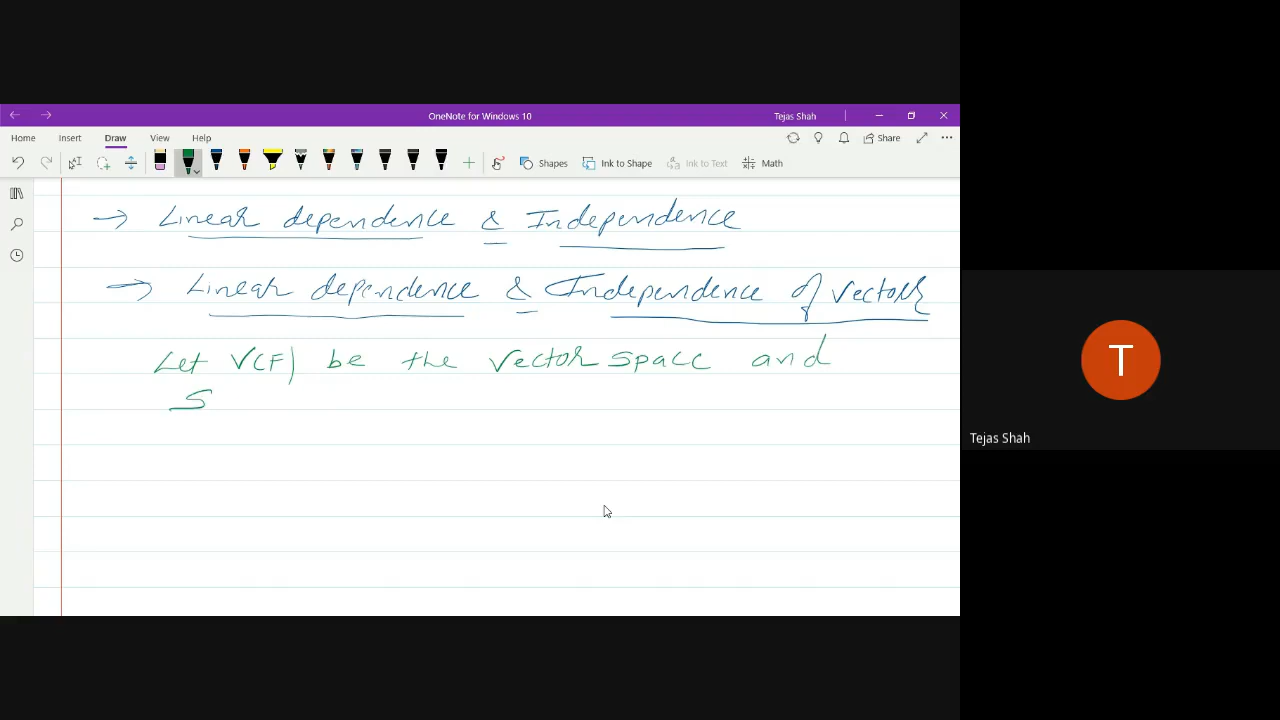 OneNote for Windows 10
Tejas Shah
Home Insert Draw View Help
Share
Shapes Ink to Shape Ink to Text Math
→ Linear dependence & Independence
→ Linear dependence & Independence of vectors
Let V(F) be the vector space and
S
T
Tejas Shah